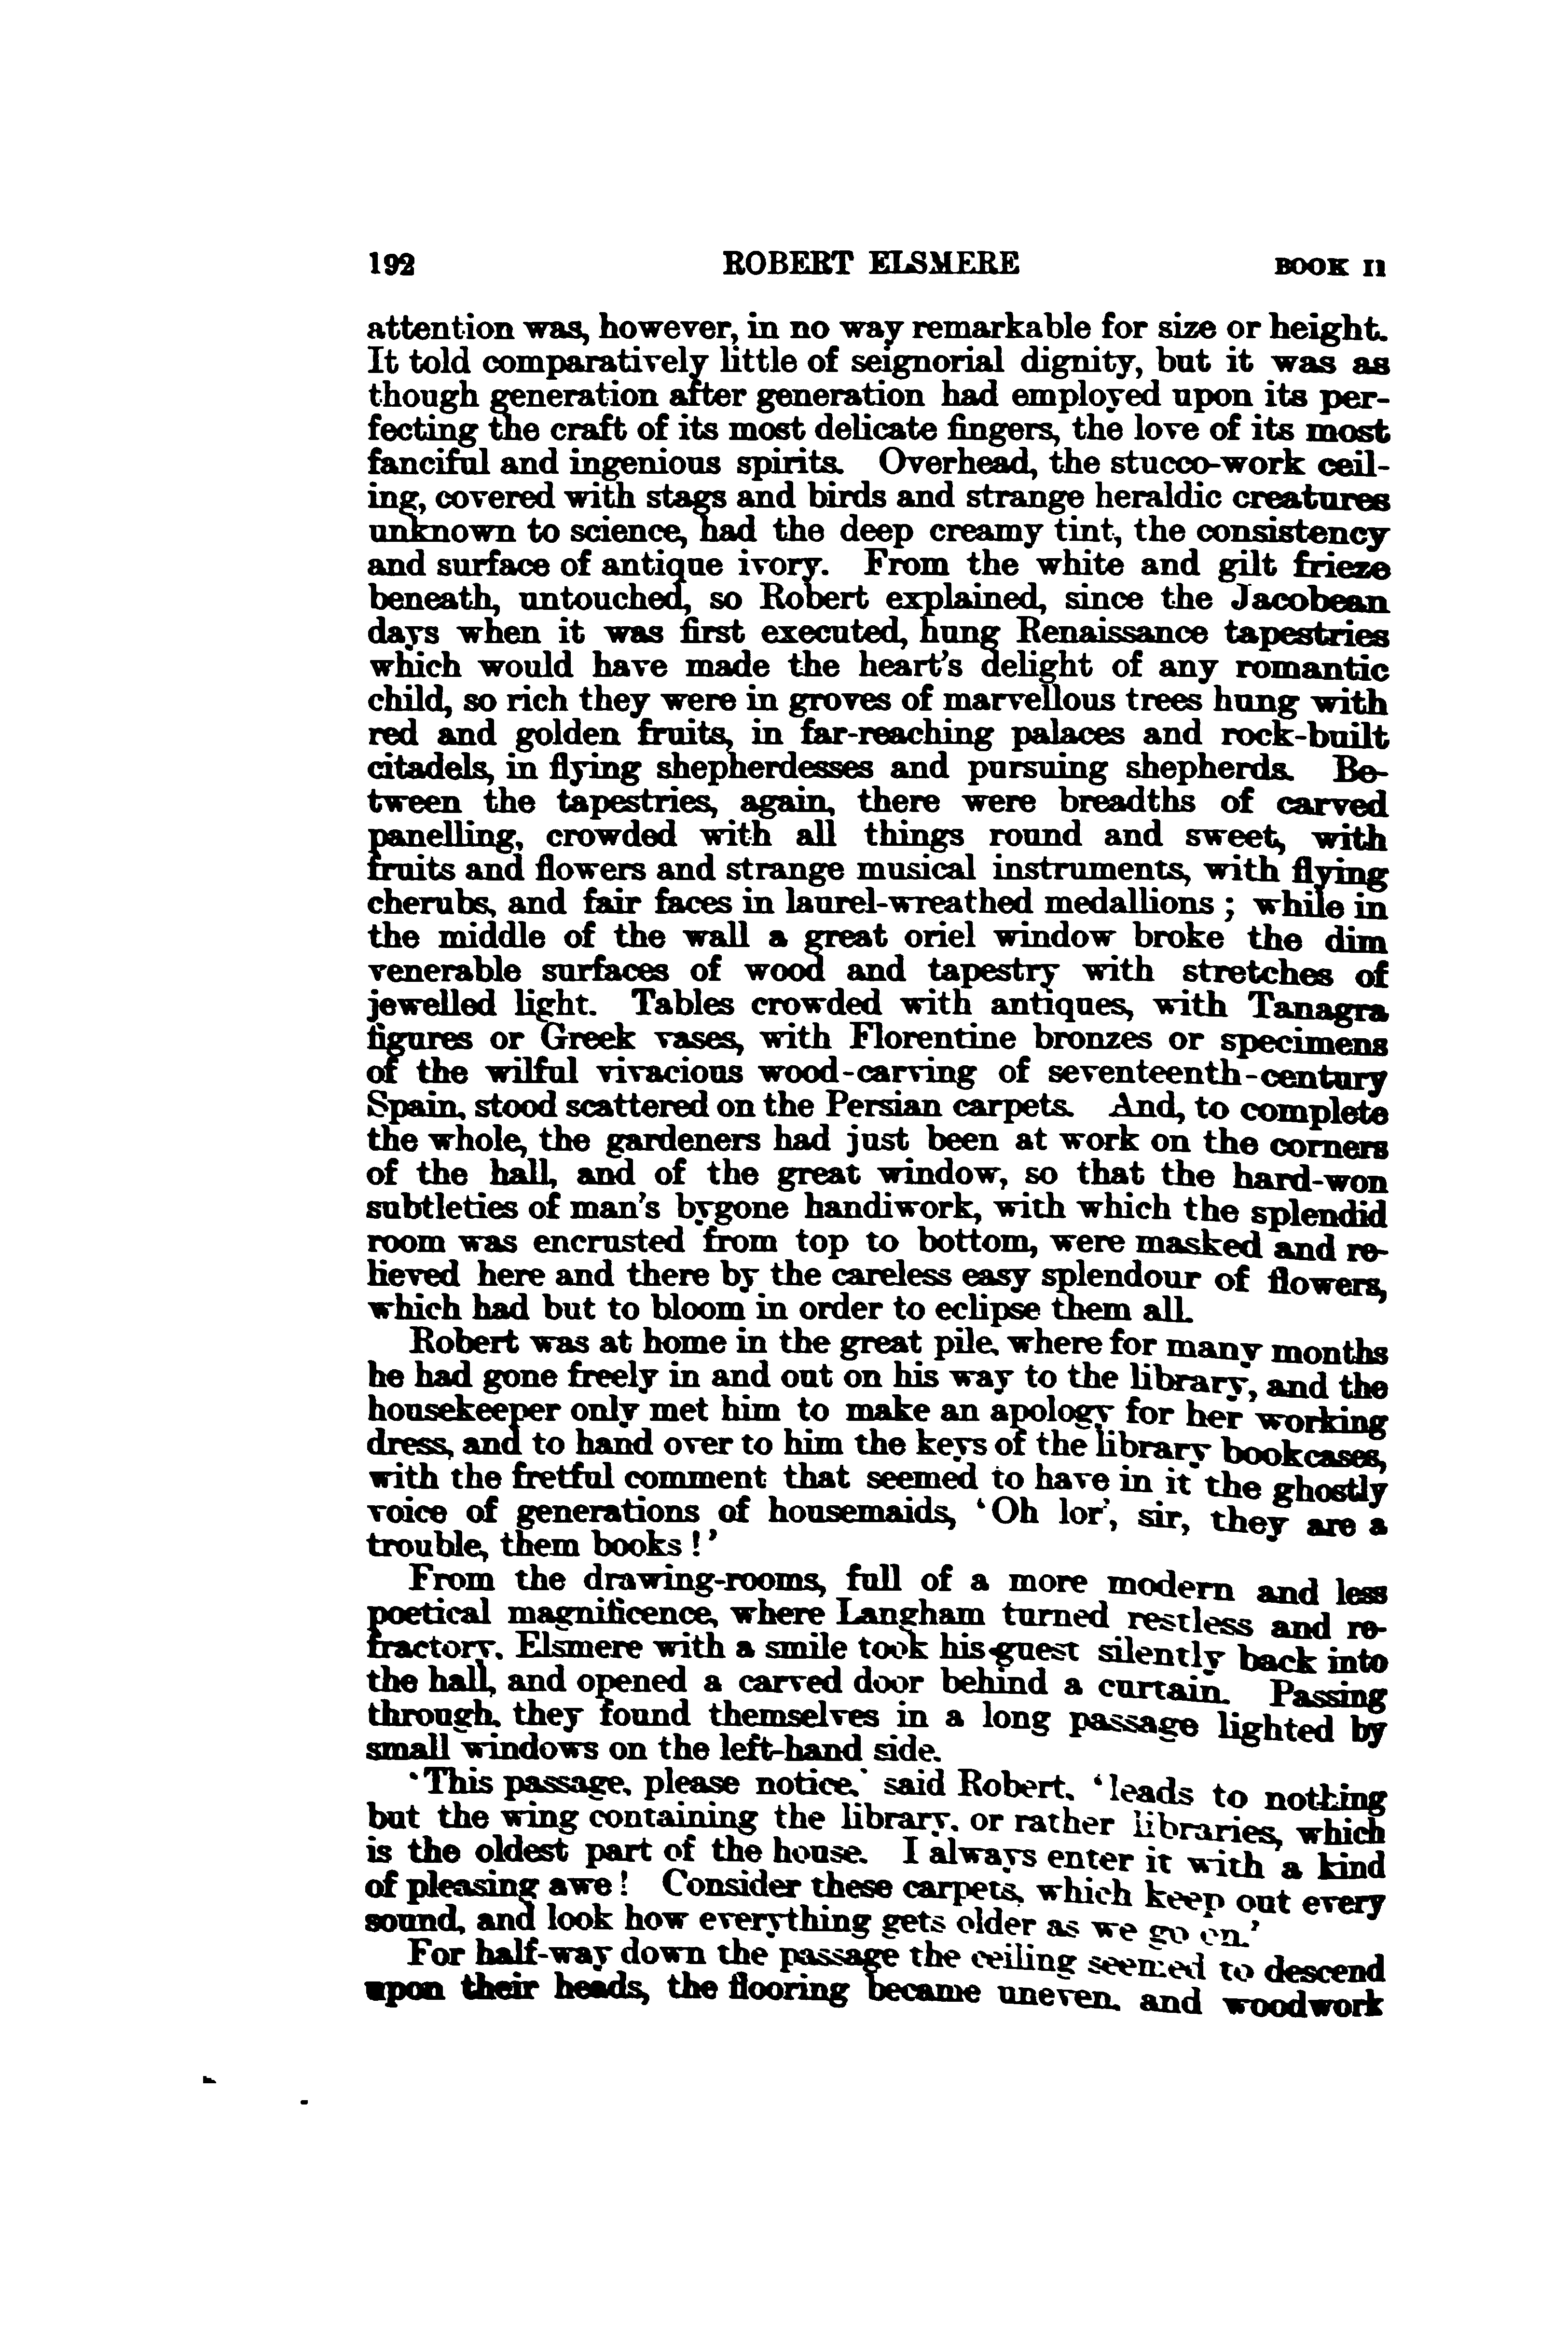 192 ROBERT ELSMERE BOOK II
attention was, however, in no way remarkable for size or height.
It told comparatively little of seignorial dignity, but it was as
though generation after generation had employed upon its per-
fecting the craft of its most delicate fingers, the love of its most
fanciful and ingenious spirits. Overhead, the stucco-work ceil-
ing, covered with stags and birds and strange heraldic creatures
unknown to science, had the deep creamy tint, the consistency
and surface of antique ivory. From the white and gilt frieze
beneath, untouched, so Robert explained, since the Jacobean
days when it was first executed, hung Renaissance tapestries
which would have made the heart's delight of any romantic
child, so rich they were in groves of marvellous trees hung with
red and golden fruits, in far-reaching palaces and rock-built
citadels, in flying shepherdesses and pursuing shepherds. Be-
tween the tapestries, again, there were breadths of carved
panelling, crowded with all things round and sweet, with
fruits and flowers and strange musical instruments, with flying
cherubs, and fair faces in laurel-wreathed medallions ; while in
the middle of the wall a great oriel window broke the dim
venerable surfaces of wood and tapestry with stretches of
jewelled light. Tables crowded with antiques, with Tanagra
figures or Greek vases, with Florentine bronzes or specimens
of the wilful vivacious wood-carving of seventeenth-century
Spain, stood scattered on the Persian carpets. And, to complete
the whole, the gardeners had just been at work on the corners
of the hall, and of the great window, so that the hard-won
subtleties of man's bygone handiwork, with which the splendid
room was encrusted from top to bottom, were masked and re-
lieved here and there by the careless easy splendour of flowers,
which had but to bloom in order to eclipse them all.
Robert was at home in the great pile, where for many months
he had gone freely in and out on his way to the library, and the
housekeeper only met him to make an apology for her working
dress, and to hand over to him the keys of the library bookcases,
with the fretful comment that seemed to have in it the ghostly
voice of generations of housemaids, 'Oh lor', sir, they are a
trouble, them books !'
From the drawing-rooms, full of a more modern and less
poetical magnificence, where Langham turned restless and re-
fractory, Elsmere with a smile took his guest silently back into
the hall, and opened a carved door behind a curtain. Passing
through, they found themselves in a long passage lighted by
small windows on the left-hand side.
'This passage, please notice,' said Robert, 'leads to nothing
but the wing containing the library, or rather libraries, which
is the oldest part of the house. I always enter it with a kind
of pleasing awe ! Consider these carpets, which keep out every
sound, and look how everything gets older as we go on.'
For half-way down the passage the ceiling seemed to descend
upon their heads, the flooring became uneven, and woodwork